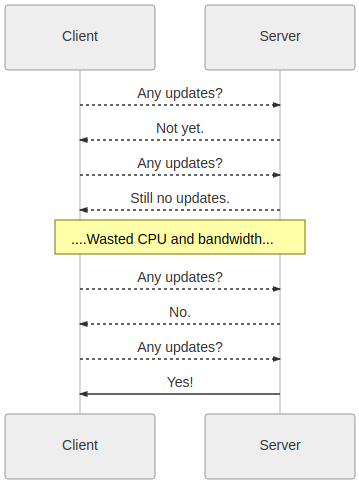 Client
Server
Any updates?
Not yet.
Any updates?
Still no updates.
....Wasted CPU and bandwidth...
Any updates?
No.
Any updates?
Yes!
Client
Server